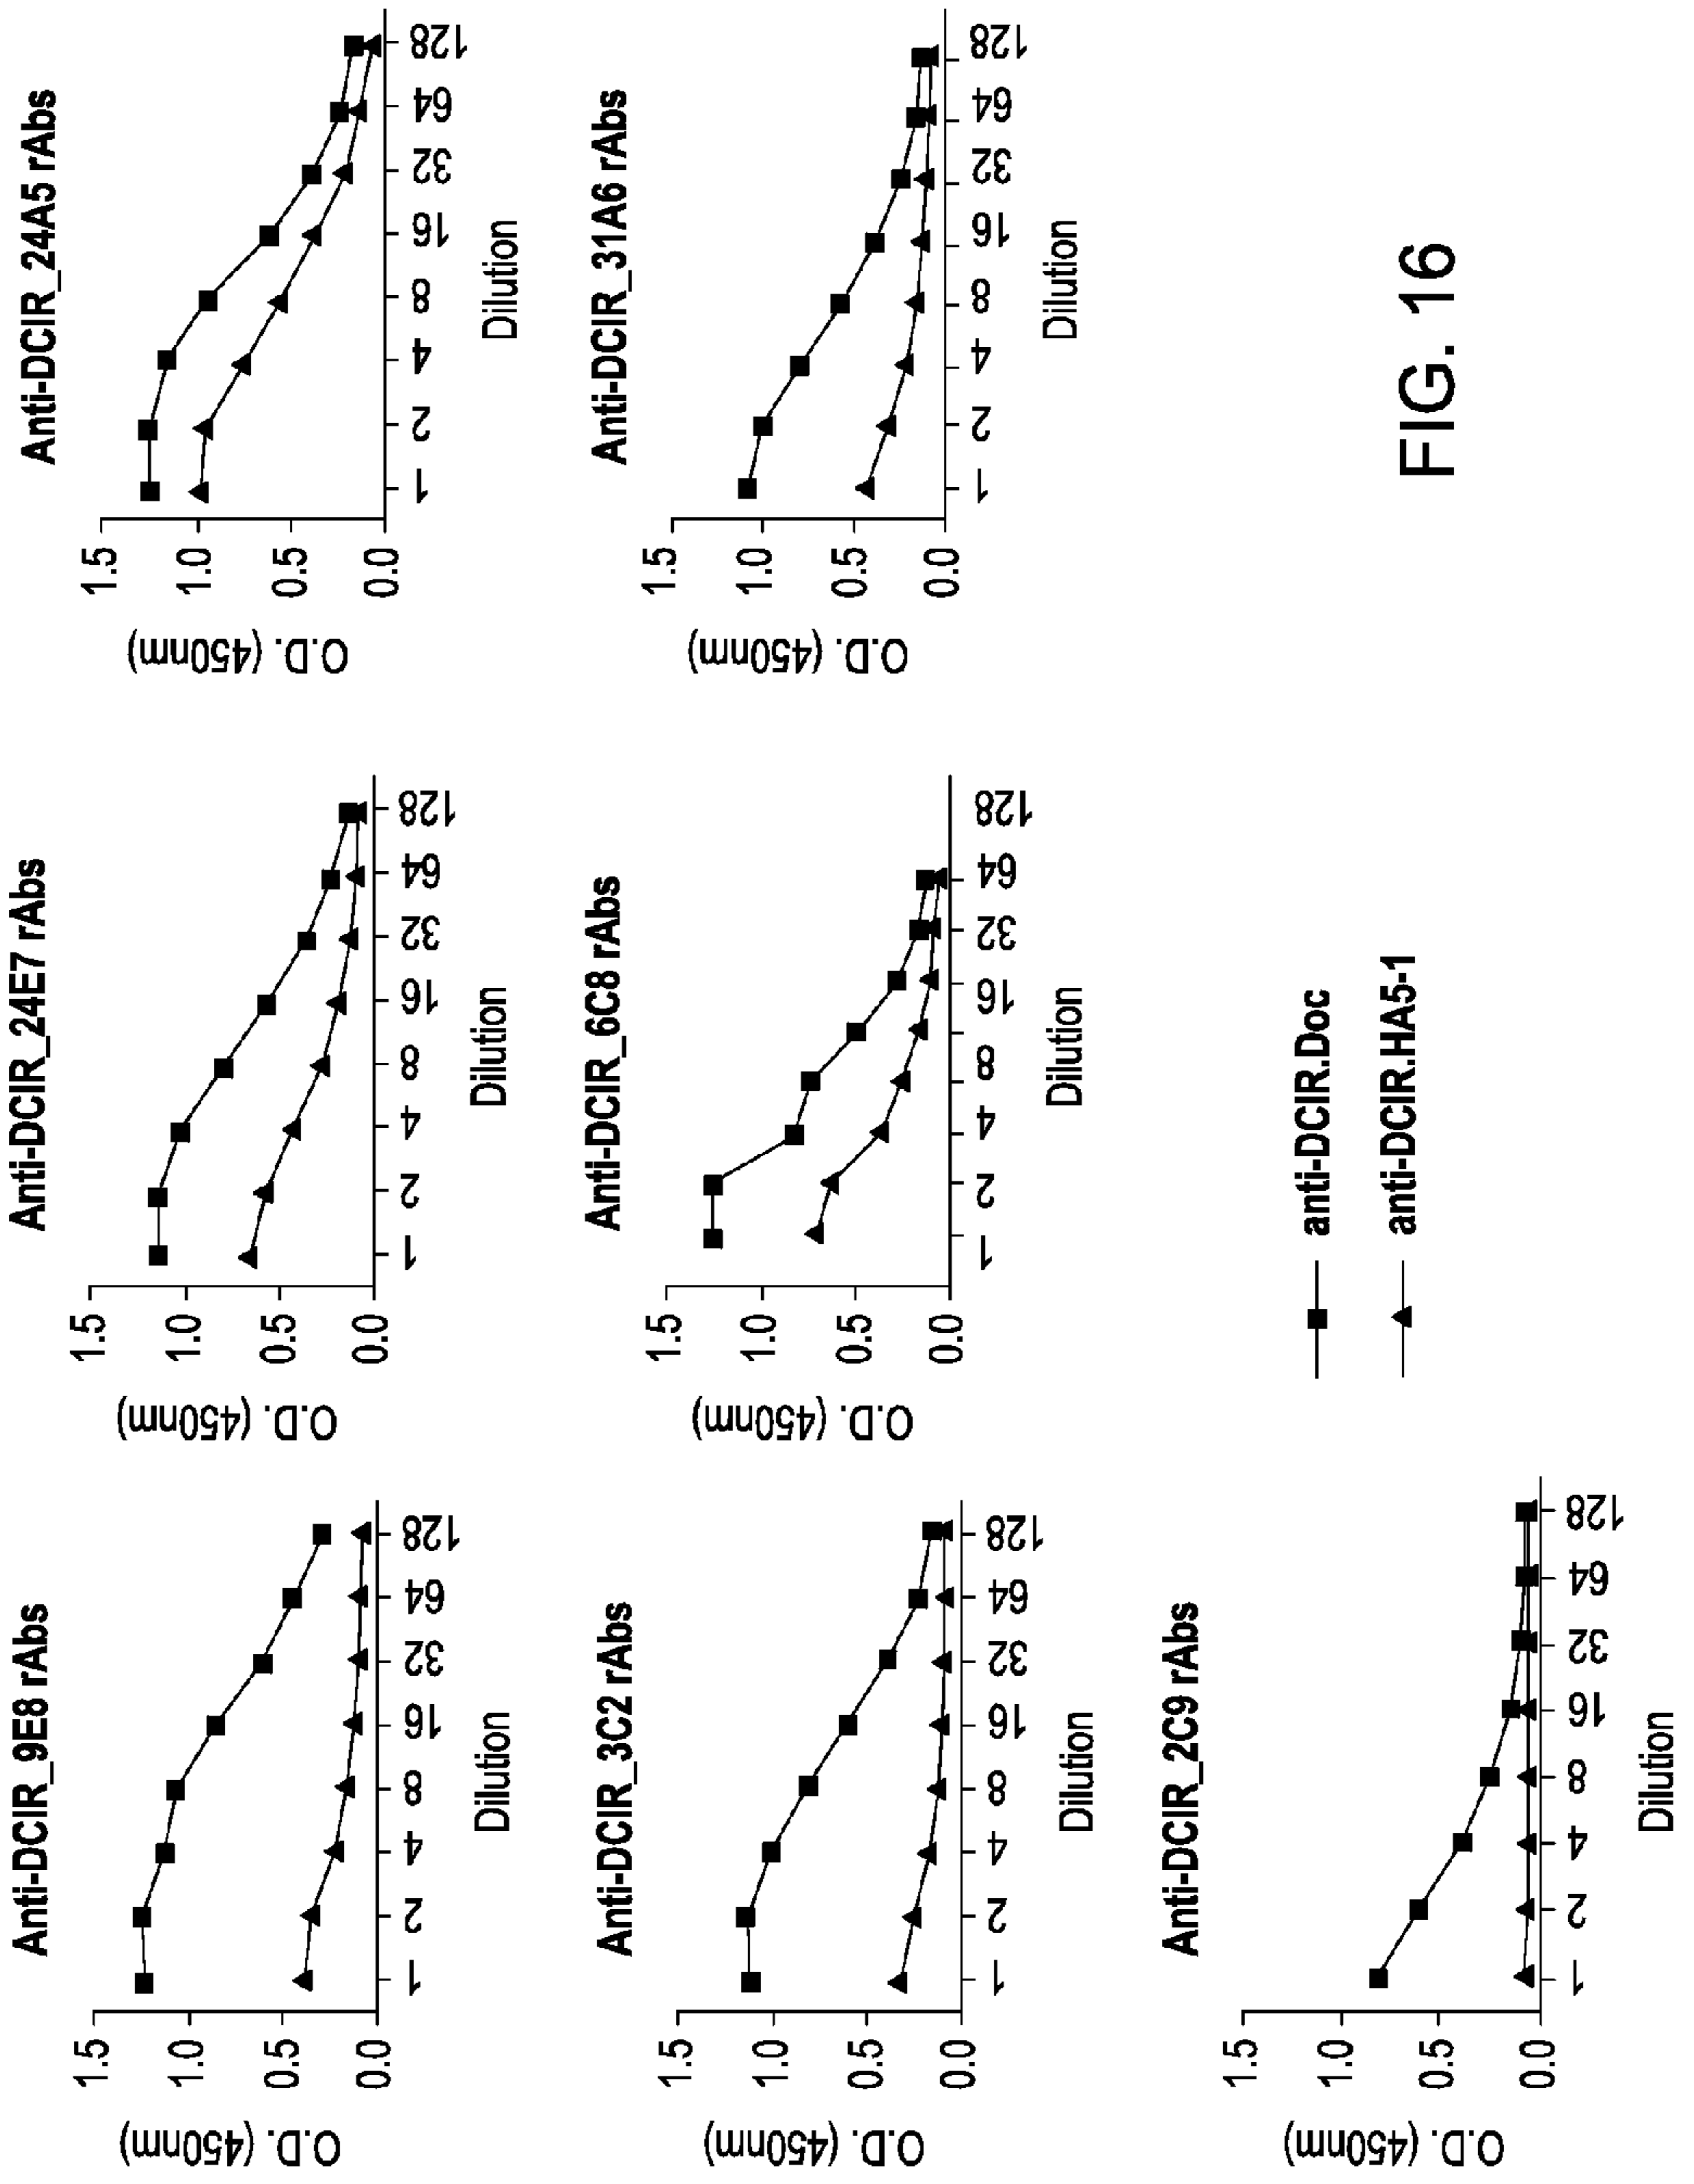 Anti-DCIR_9E8 rAbs
O.D. (450nm)
1.5
1.0
0.5
0.0
1 2 4 8 16 32 64 128
Dilution
Anti-DCIR_24E7 rAbs
O.D. (450nm)
1.5
1.0
0.5
0.0
1 2 4 8 16 32 64 128
Dilution
Anti-DCIR_24A5 rAbs
O.D. (450nm)
1.5
1.0
0.5
0.0
1 2 4 8 16 32 64 128
Dilution
Anti-DCIR_3C2 rAbs
O.D. (450nm)
1.5
1.0
0.5
0.0
1 2 4 8 16 32 64 128
Dilution
Anti-DCIR_6C8 rAbs
O.D. (450nm)
1.5
1.0
0.5
0.0
1 2 4 8 16 32 64 128
Dilution
Anti-DCIR_31A6 rAbs
O.D. (450nm)
1.5
1.0
0.5
0.0
1 2 4 8 16 32 64 128
Dilution
Anti-DCIR_2C9 rAbs
O.D. (450nm)
1.5
1.0
0.5
0.0
1 2 4 8 16 32 64 128
Dilution
anti-DCIR.Doc
anti-DCIR.HA5-1
FIG. 16